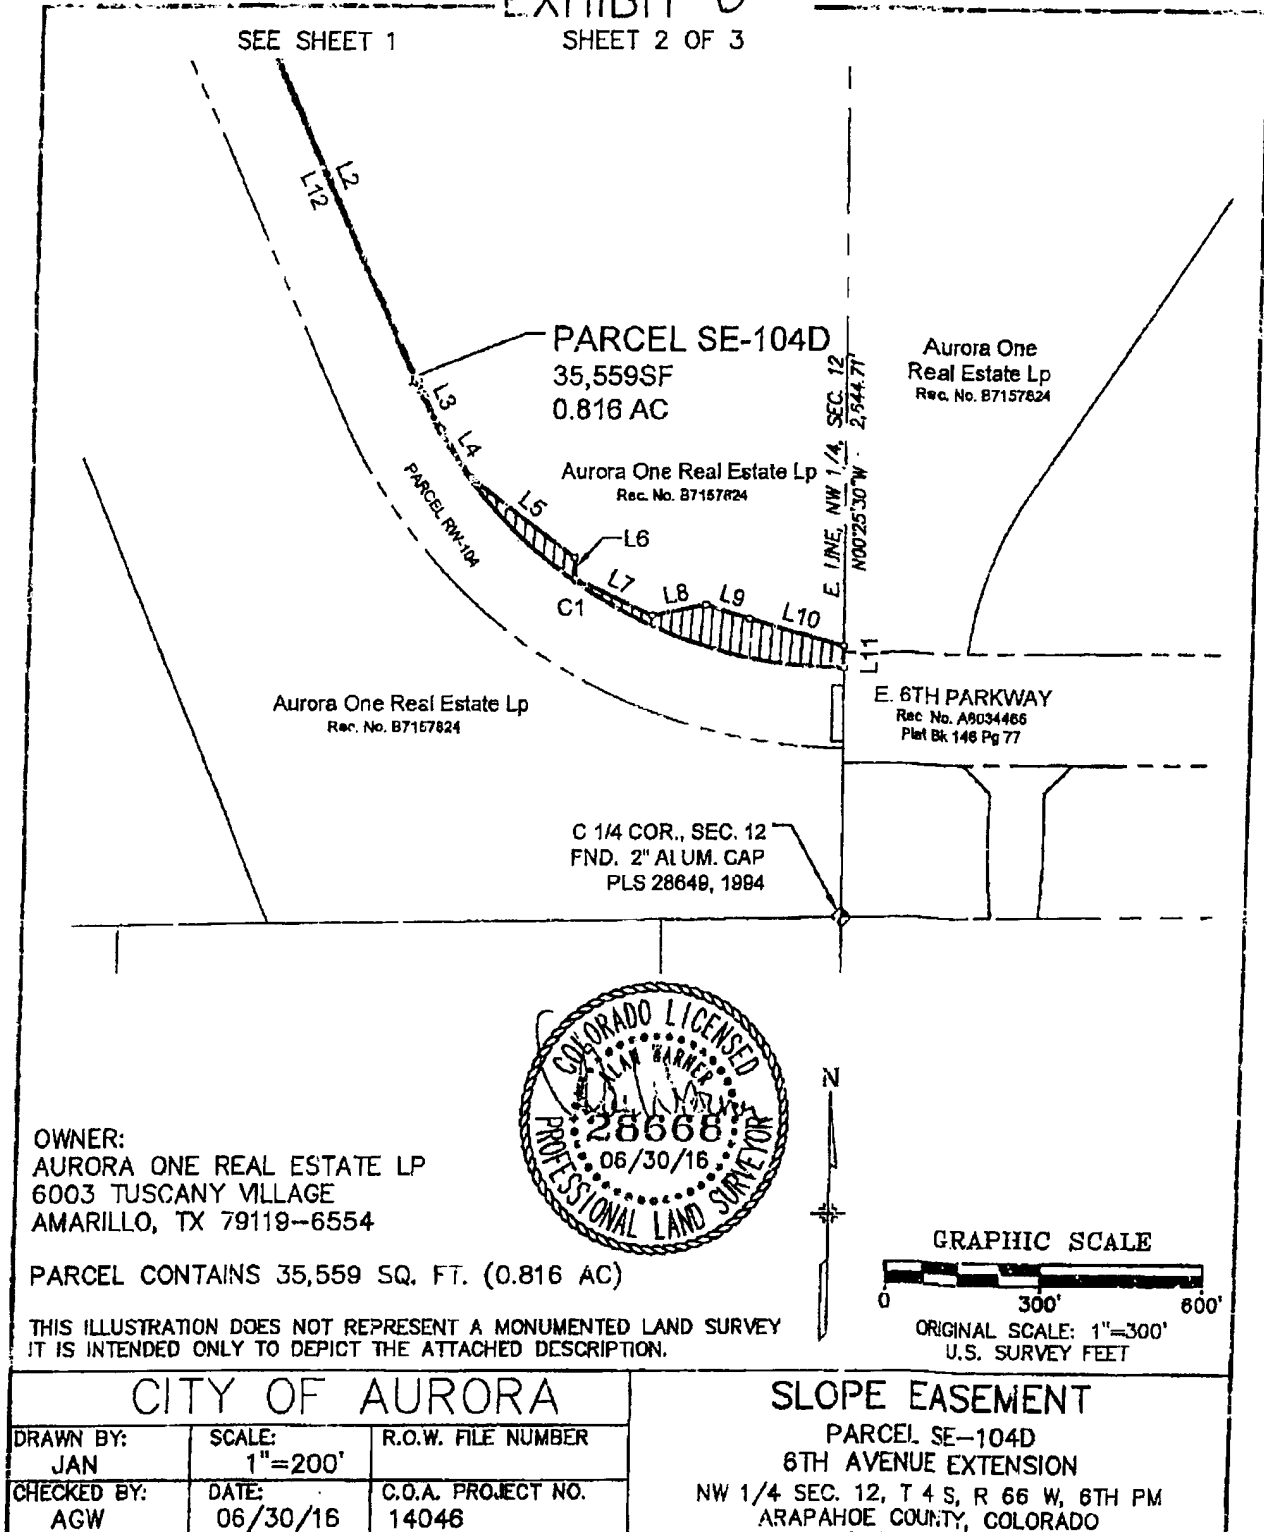 EXHIBIT
SEE SHEET 1
SHEET 2 OF 3
L2
L12
PARCEL SE-104D
35,559SF
0.816 AC
L3
L4
Aurora One
Real Estate Lp
Rec. No. B7157824
E. LINE, NW 1/4, SEC. 12
N00°25'30"W - 2,644.71'
Aurora One Real Estate Lp
Rec. No. B7157824
PARCEL RW-104
L5
L6
L7
L8
L9
L10
C1
L11
Aurora One Real Estate Lp
Rec. No. B7157824
E. 6TH PARKWAY
Rec No. A6034466
Plat Bk 146 Pg 77
C 1/4 COR., SEC. 12
FND. 2" ALUM. CAP
PLS 28649, 1994
COLORADO LICENSED
ALAN WARNER
28668
06/30/16
PROFESSIONAL LAND SURVEYOR
N
OWNER:
AURORA ONE REAL ESTATE LP
6003 TUSCANY VILLAGE
AMARILLO, TX 79119-6554
PARCEL CONTAINS 35,559 SQ. FT. (0.816 AC)
THIS ILLUSTRATION DOES NOT REPRESENT A MONUMENTED LAND SURVEY
IT IS INTENDED ONLY TO DEPICT THE ATTACHED DESCRIPTION.
GRAPHIC SCALE
0 300' 600'
ORIGINAL SCALE: 1"=300'
U.S. SURVEY FEET
CITY OF AURORA
DRAWN BY:
JAN
SCALE:
1"=200'
R.O.W. FILE NUMBER
CHECKED BY:
AGW
DATE:
06/30/16
C.O.A. PROJECT NO.
14046
SLOPE EASEMENT
PARCEL SE-104D
6TH AVENUE EXTENSION
NW 1/4 SEC. 12, T 4 S, R 66 W, 6TH PM
ARAPAHOE COUNTY, COLORADO